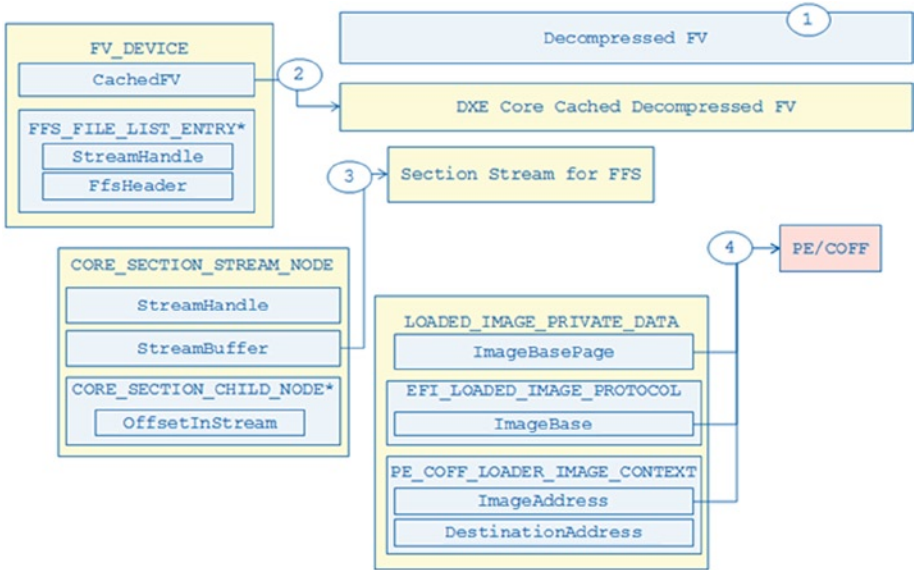 1
Decompressed FV
FV_DEVICE
CachedFV
2
DXE Core Cached Decompressed FV
FFS_FILE_LIST_ENTRY*
StreamHandle
FfsHeader
3
Section Stream for FFS
4
PE/COFF
CORE_SECTION_STREAM_NODE
StreamHandle
StreamBuffer
CORE_SECTION_CHILD_NODE*
OffsetInStream
LOADED_IMAGE_PRIVATE_DATA
ImageBasePage
EFI_LOADED_IMAGE_PROTOCOL
ImageBase
PE_COFF_LOADER_IMAGE_CONTEXT
ImageAddress
DestinationAddress